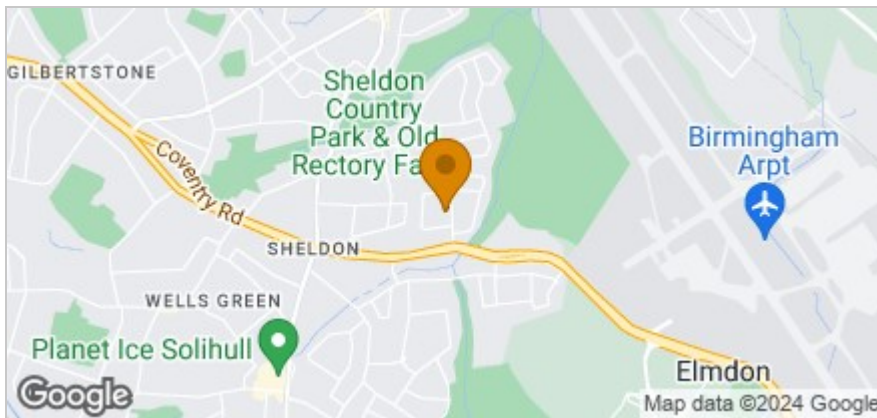 GILBERTSTONE
Sheldon
Country
Park & Old
Rectory Fa
Birmingham
Arpt
Coventry Rd
SHELDON
WELLS GREEN
Planet Ice Solihull
Elmdon
Google
Map data ©2024 Google